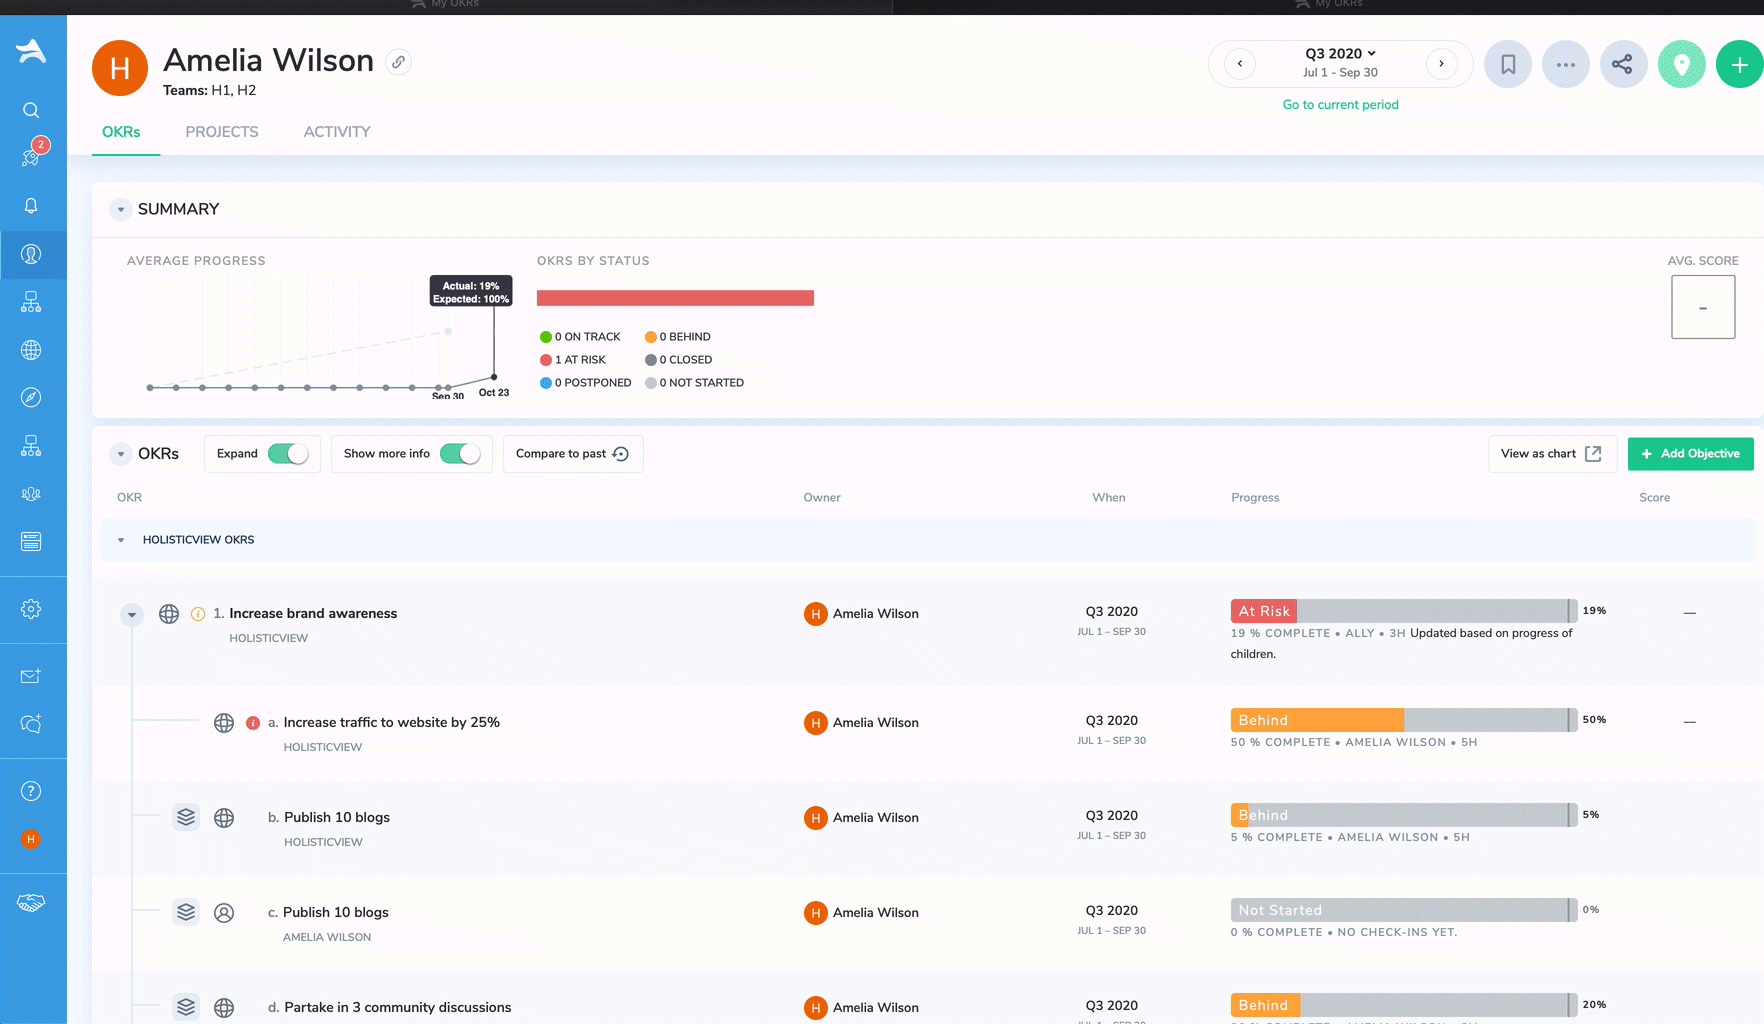 My OKRs
My OKRs
H
Amelia Wilson
Teams: H1, H2
Q3 2020
Jul 1 - Sep 30
Go to current period
OKRs
PROJECTS
ACTIVITY
2
SUMMARY
AVERAGE PROGRESS
Actual: 19%
Expected: 100%
Sep 30
Oct 23
OKRS BY STATUS
0 ON TRACK
0 BEHIND
1 AT RISK
0 CLOSED
0 POSTPONED
0 NOT STARTED
AVG. SCORE
-
OKRs
Expand
Show more info
Compare to past
View as chart
+ Add Objective
OKR
Owner
When
Progress
Score
HOLISTICVIEW OKRS
1. Increase brand awareness
HOLISTICVIEW
H
Amelia Wilson
Q3 2020
JUL 1 – SEP 30
At Risk
19%
19 % COMPLETE • ALLY • 3H Updated based on progress of
children.
—
a. Increase traffic to website by 25%
HOLISTICVIEW
H
Amelia Wilson
Q3 2020
JUL 1 – SEP 30
Behind
50%
50 % COMPLETE • AMELIA WILSON • 5H
—
b. Publish 10 blogs
HOLISTICVIEW
H
Amelia Wilson
Q3 2020
JUL 1 – SEP 30
Behind
5%
5 % COMPLETE • AMELIA WILSON • 5H
c. Publish 10 blogs
AMELIA WILSON
H
Amelia Wilson
Q3 2020
JUL 1 – SEP 30
Not Started
0%
0 % COMPLETE • NO CHECK-INS YET.
d. Partake in 3 community discussions
H
Amelia Wilson
Q3 2020
Behind
20%
H